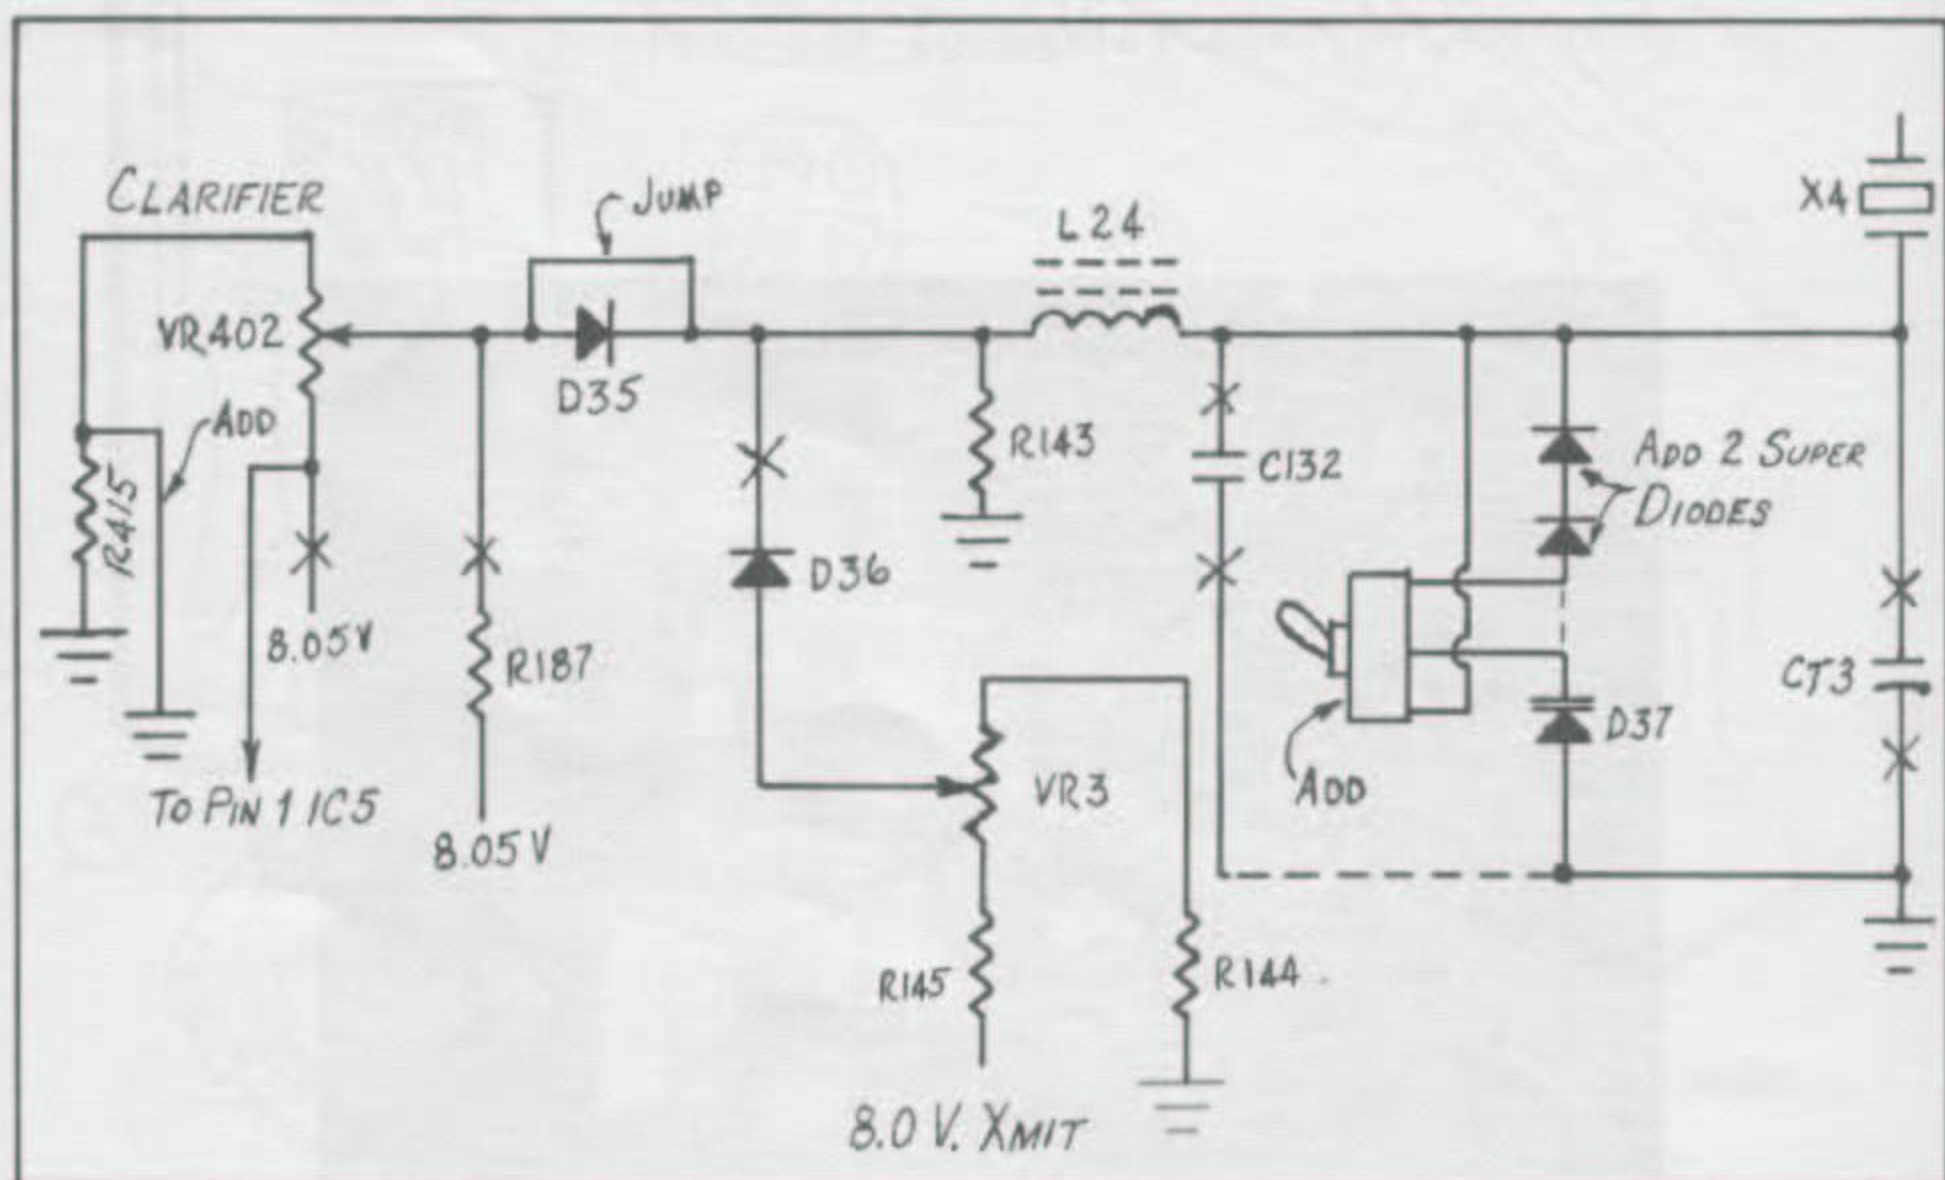 CLARIFIER
JUMP
L24
X4
VR402
D35
ADD
R415
R143
C132
ADD 2 SUPER
DIODES
D36
8.05V
R187
CT3
D37
VR3
ADD
TO PIN 1 IC5
8.05V
R145
R144
8.0 V. XMIT